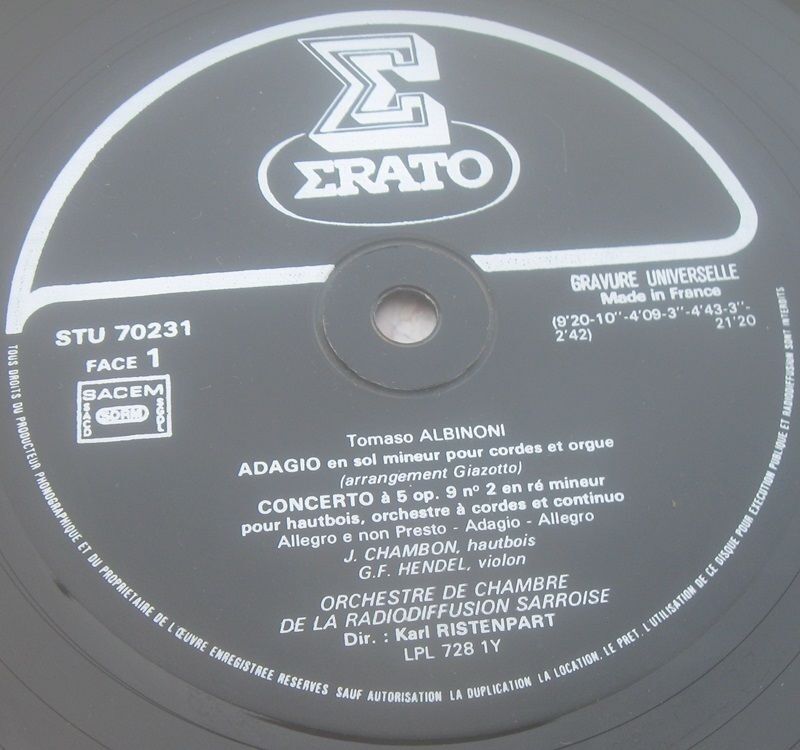 Σ
ΣRATO
GRAVURE UNIVERSELLE
Made in France
(9'20-10''-4'09-3''-4'43-3''-
2'42) 21'20
STU 70231
FACE 1
SACEM
SACD SDRM SGDL
Tomaso ALBINONI
ADAGIO en sol mineur pour cordes et orgue
(arrangement Giazotto)
CONCERTO à 5 op. 9 nº 2 en ré mineur
pour hautbois, orchestre à cordes et continuo
Allegro e non Presto - Adagio - Allegro
J. CHAMBON, hautbois
G.F. HENDEL, violon
ORCHESTRE DE CHAMBRE
DE LA RADIODIFFUSION SARROISE
Dir. : Karl RISTENPART
LPL 728 1Y
TOUS DROITS DU PRODUCTEUR PHONOGRAPHIQUE ET DU PROPRIETAIRE DE L'ŒUVRE ENREGISTREE RESERVES SAUF AUTORISATION LA DUPLICATION LA LOCATION, LE PRET, L'UTILISATION DE CE DISQUE POUR EXECUTION PUBLIQUE ET RADIODIFFUSION SONT INTERDITS